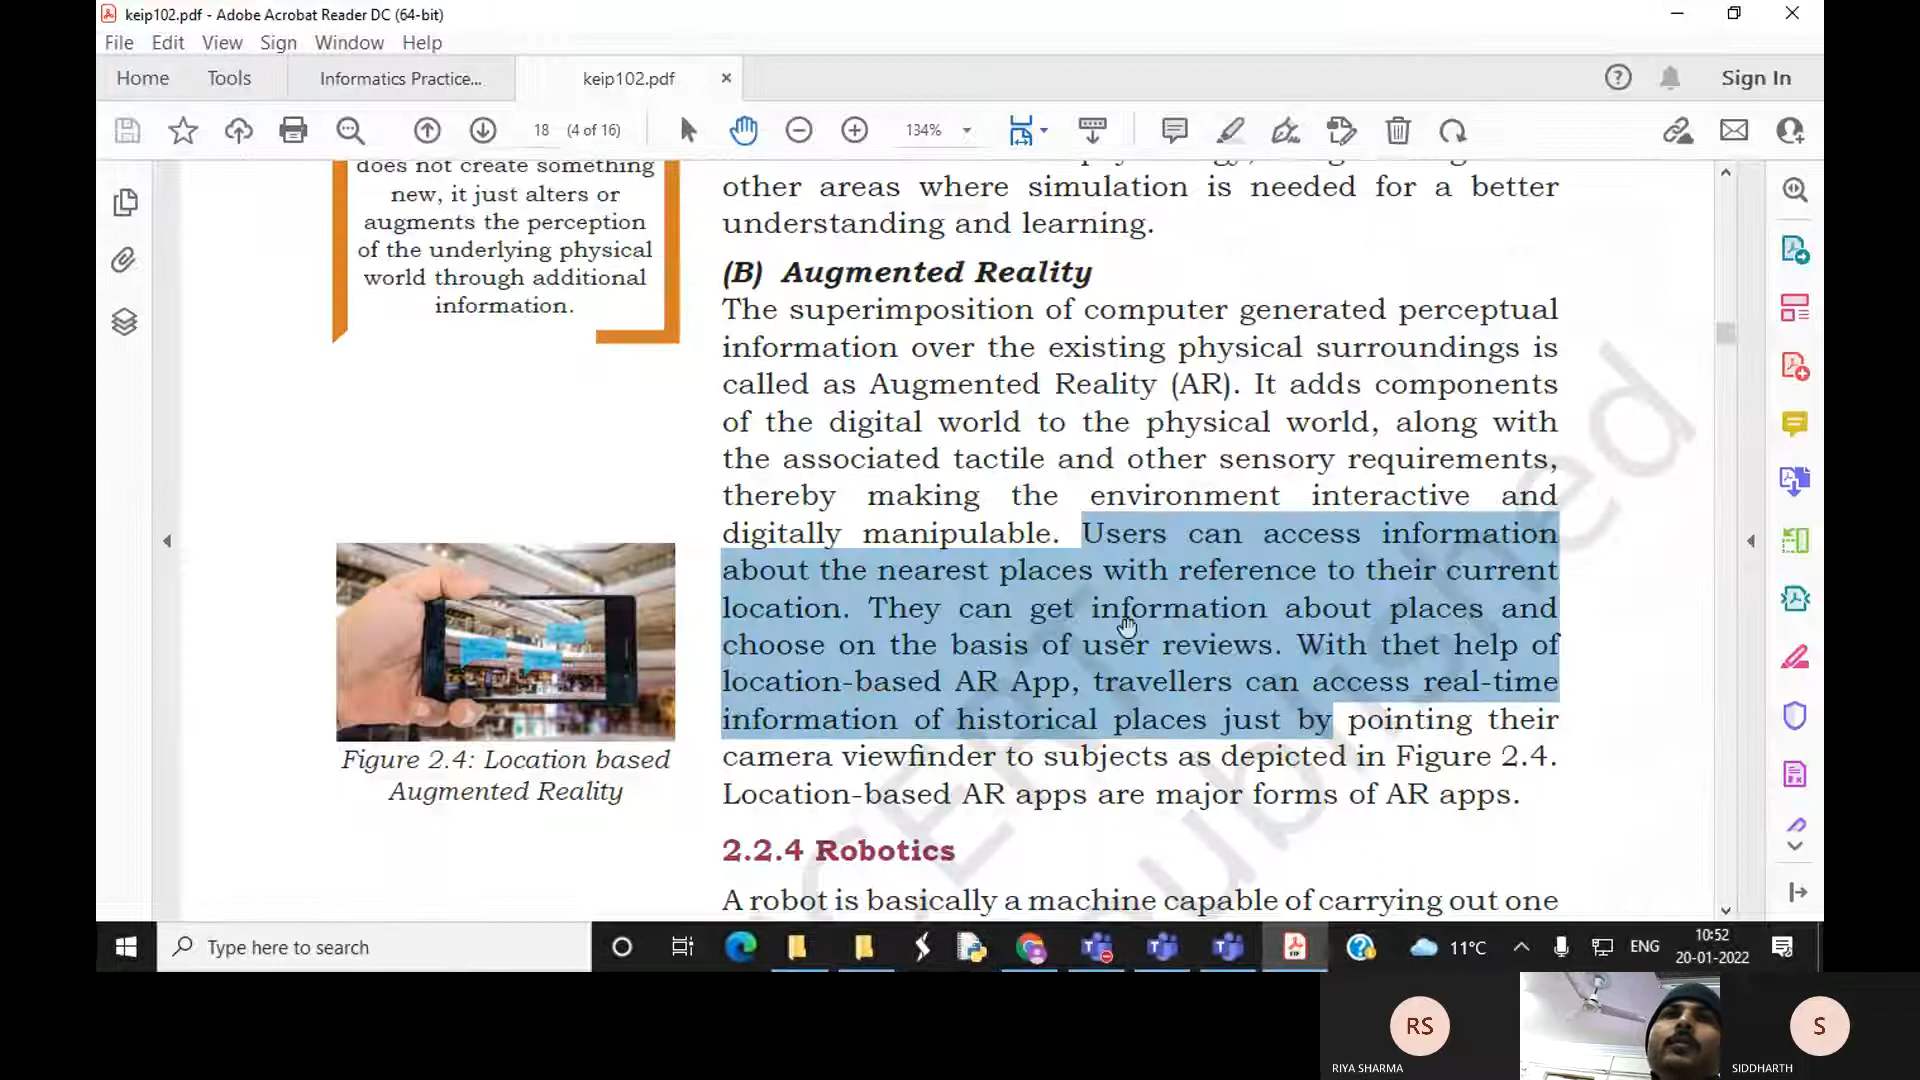 keip102.pdf - Adobe Acrobat Reader DC (64-bit)
File Edit View Sign Window Help
Home Tools Informatics Practice... keip102.pdf × Sign In
18 (4 of 16) 134%
does not create something
new, it just alters or
augments the perception
of the underlying physical
world through additional
information.
other areas where simulation is needed for a better
understanding and learning.
(B) Augmented Reality
The superimposition of computer generated perceptual
information over the existing physical surroundings is
called as Augmented Reality (AR). It adds components
of the digital world to the physical world, along with
the associated tactile and other sensory requirements,
thereby making the environment interactive and
digitally manipulable. Users can access information
about the nearest places with reference to their current
location. They can get information about places and
choose on the basis of user reviews. With thet help of
location-based AR App, travellers can access real-time
information of historical places just by pointing their
camera viewfinder to subjects as depicted in Figure 2.4.
Location-based AR apps are major forms of AR apps.
Figure 2.4: Location based
Augmented Reality
2.2.4 Robotics
A robot is basically a machine capable of carrying out one
Type here to search
11°C
ENG
10:52
20-01-2022
RS
RIYA SHARMA
S
SIDDHARTH